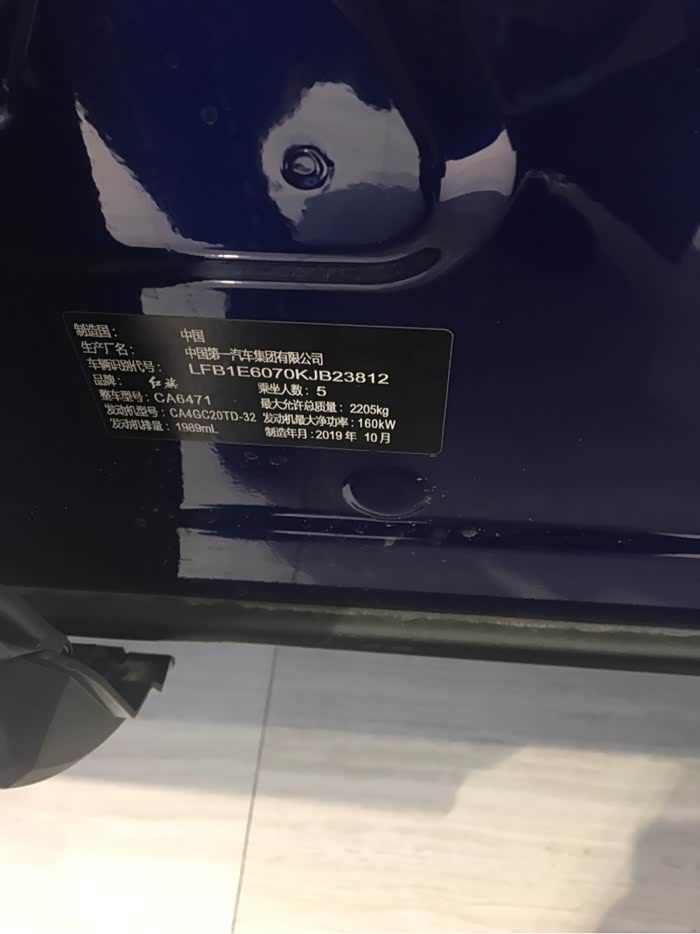 制造国： 中国
生产厂名： 中国第一汽车集团有限公司
车辆识别代号： LFB1E6070KJB23812
品牌： 红旗 乘坐人数：5
整车型号：CA6471 最大允许总质量：2205kg
发动机型号：CA4GC20TD-32 发动机最大净功率：160kW
发动机排量：1989mL 制造年月：2019年 10月